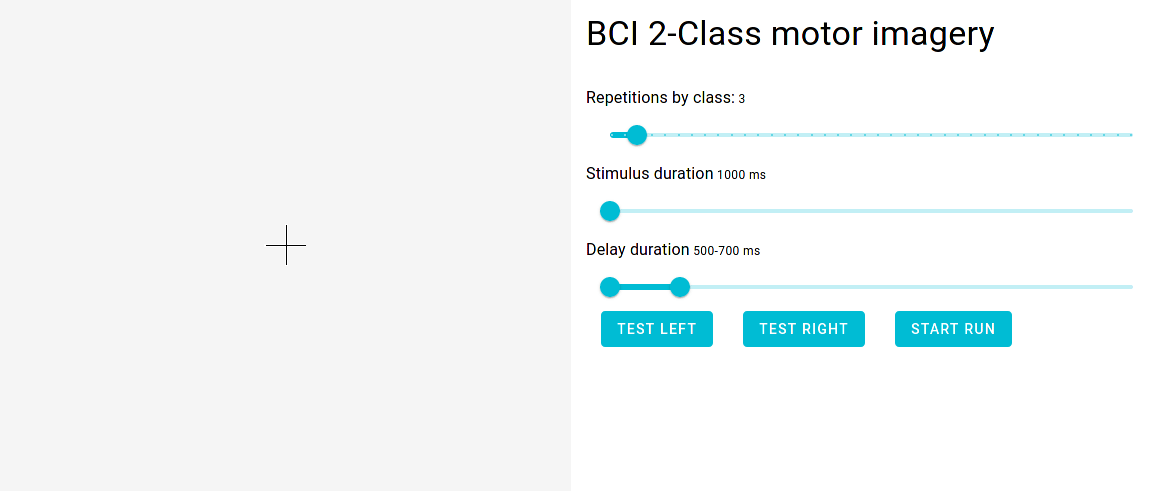 BCI 2-Class motor imagery
Repetitions by class: 3
Stimulus duration 1000 ms
Delay duration 500-700 ms
TEST LEFT
TEST RIGHT
START RUN